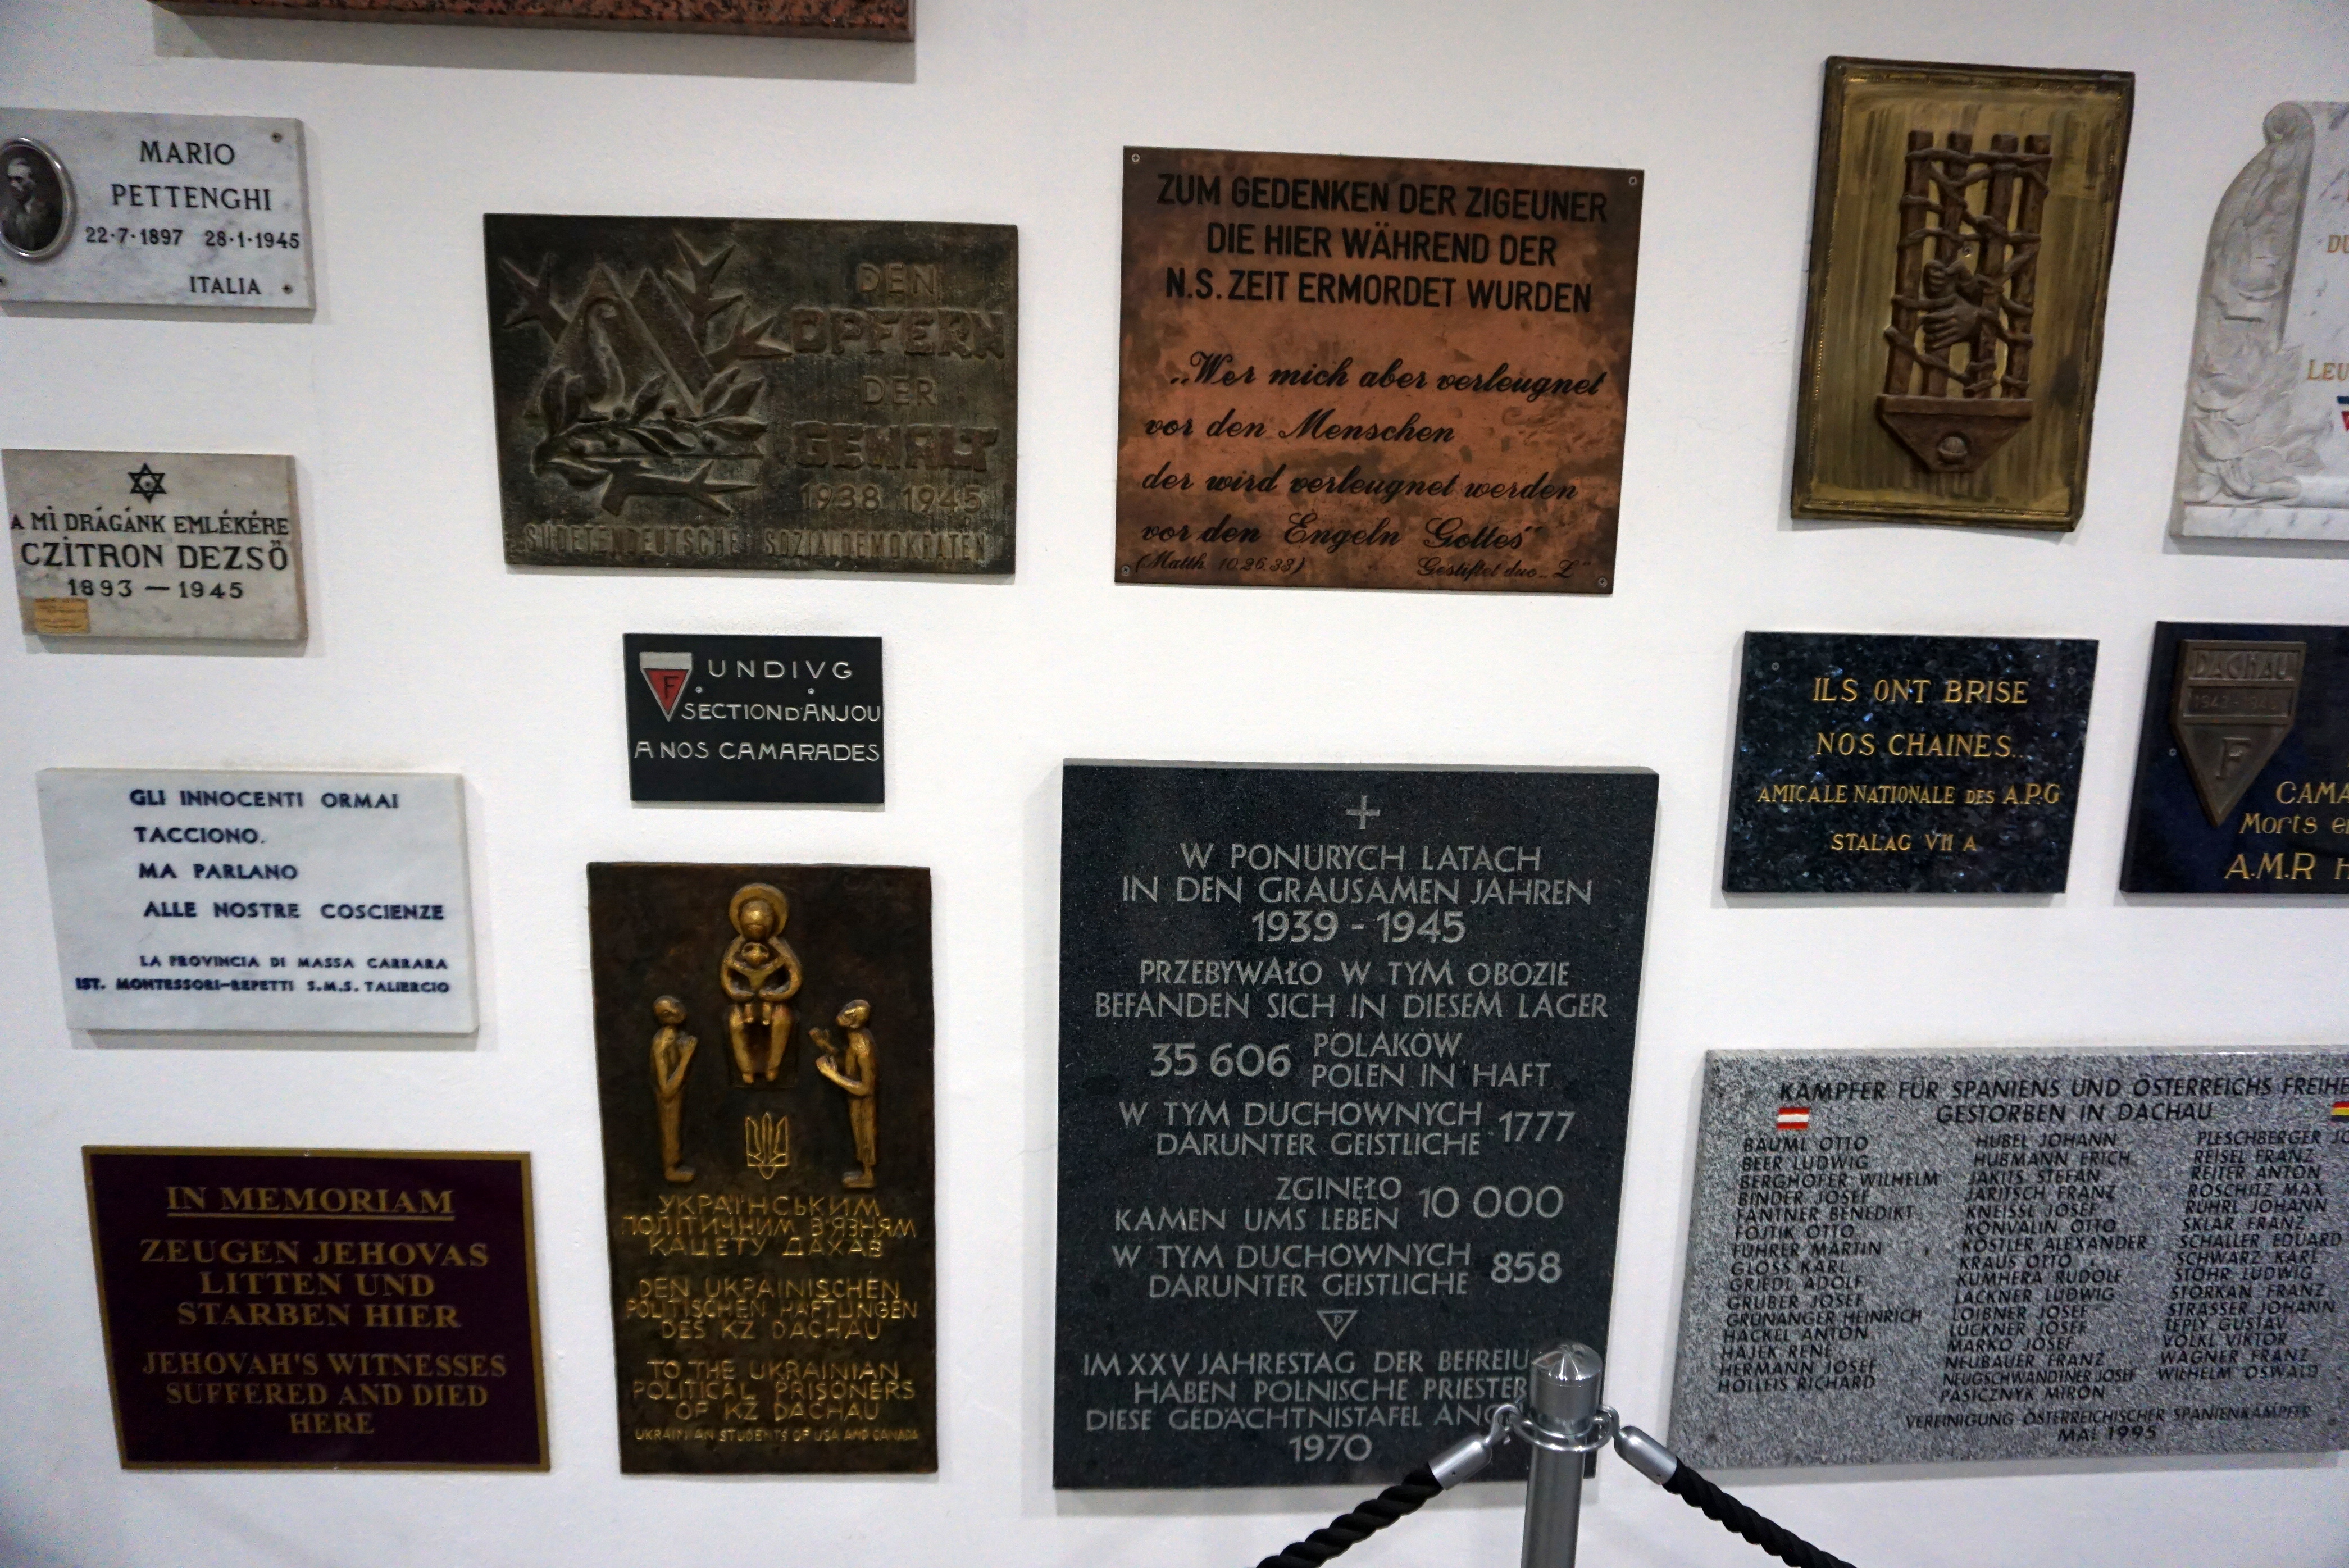 MARIO
PETTENGHI
22·7·1897 28·1·1945
ITALIA
A MI DRÁGÁNK EMLÉKÉRE
CZITRON DEZSŐ
1893 — 1945
GLI INNOCENTI ORMAI
TACCIONO.
MA PARLANO
ALLE NOSTRE COSCIENZE
LA PROVINCIA DI MASSA CARRARA
IST. MONTESSORI-REPETTI S.M.S. TALIERCIO
IN MEMORIAM
ZEUGEN JEHOVAS
LITTEN UND
STARBEN HIER
JEHOVAH'S WITNESSES
SUFFERED AND DIED
HERE
DEN
OPFERN
DER
GEWALT
1938 1945
SUDETENDEUTSCHE SOZIALDEMOKRATEN
F
UNDIVG
SECTION D'ANJOU
A NOS CAMARADES
УКРАЇНСЬКИМ
ПОЛІТИЧНИМ В'ЯЗНЯМ
КАЦЕТУ ДАХАВ
DEN UKRAINISCHEN
POLITISCHEN HÄFTLINGEN
DES KZ DACHAU
TO THE UKRAINIAN
POLITICAL PRISONERS
OF KZ DACHAU
UKRAINIAN STUDENTS OF USA AND CANADA
ZUM GEDENKEN DER ZIGEUNER
DIE HIER WÄHREND DER
N.S. ZEIT ERMORDET WURDEN
„Wer mich aber verleugnet
vor den Menschen
der wird verleugnet werden
vor den Engeln Gottes"
(Matth. 10.26.33) Gestiftet duo „Z"
W PONURYCH LATACH
IN DEN GRAUSAMEN JAHREN
1939 - 1945
PRZEBYWAŁO W TYM OBOZIE
BEFANDEN SICH IN DIESEM LAGER
35 606 POLAKÓW
POLEN IN HAFT
W TYM DUCHOWNYCH 1777
DARUNTER GEISTLICHE
ZGINĘŁO 10 000
KAMEN UMS LEBEN
W TYM DUCHOWNYCH 858
DARUNTER GEISTLICHE
P
IM XXV JAHRESTAG DER BEFREIU
HABEN POLNISCHE PRIESTER
DIESE GEDÄCHTNISTAFEL ANG
1970
ILS ONT BRISE
NOS CHAINES...
AMICALE NATIONALE DES A.P.G
STALAG VII A
DU
LEU
DACHAU
F
CAMA
Morts e
A.M.R H
KÄMPFER FÜR SPANIENS UND ÖSTERREICHS FREIHE
GESTORBEN IN DACHAU
BÄUML OTTO
BEER LUDWIG
BERGHOFER WILHELM
BINDER JOSEF
FANTNER BENEDIKT
FOJTIK OTTO
FÜHRER MARTIN
GLOSS KARL
GRIEDL ADOLF
GRUBER JOSEF
GRÜNANGER HEINRICH
HACKEL ANTON
HAJEK RENE
HERMANN JOSEF
HOLLEIS RICHARD
HUBEL JOHANN
HUBMANN ERICH
JAKITS STEFAN
JARITSCH FRANZ
KNEISSL JOSEF
KONVALIN OTTO
KÖSTLER ALEXANDER
KRAUS OTTO
KUMHERA RUDOLF
LACKNER LUDWIG
LOIBNER JOSEF
LUCKNER JOSEF
MARKO JOSEF
NEUBAUER FRANZ
NEUGSCHWANDTNER JOSEF
PASICZNYK MIRON
PLESCHBERGER JO
REISEL FRANZ
REITER ANTON
ROSCHITZ MAX
RÜHRL JOHANN
SKLAR FRANZ
SCHALLER EDUARD
SCHWARZ KARL
STÖHR LUDWIG
STORKAN FRANZ
STRASSER JOHANN
TEPLY GUSTAV
VÖLKL VIKTOR
WAGNER FRANZ
WILHELM OSWALD
VEREINIGUNG ÖSTERREICHISCHER SPANIENKÄMPFER
MAI 1995